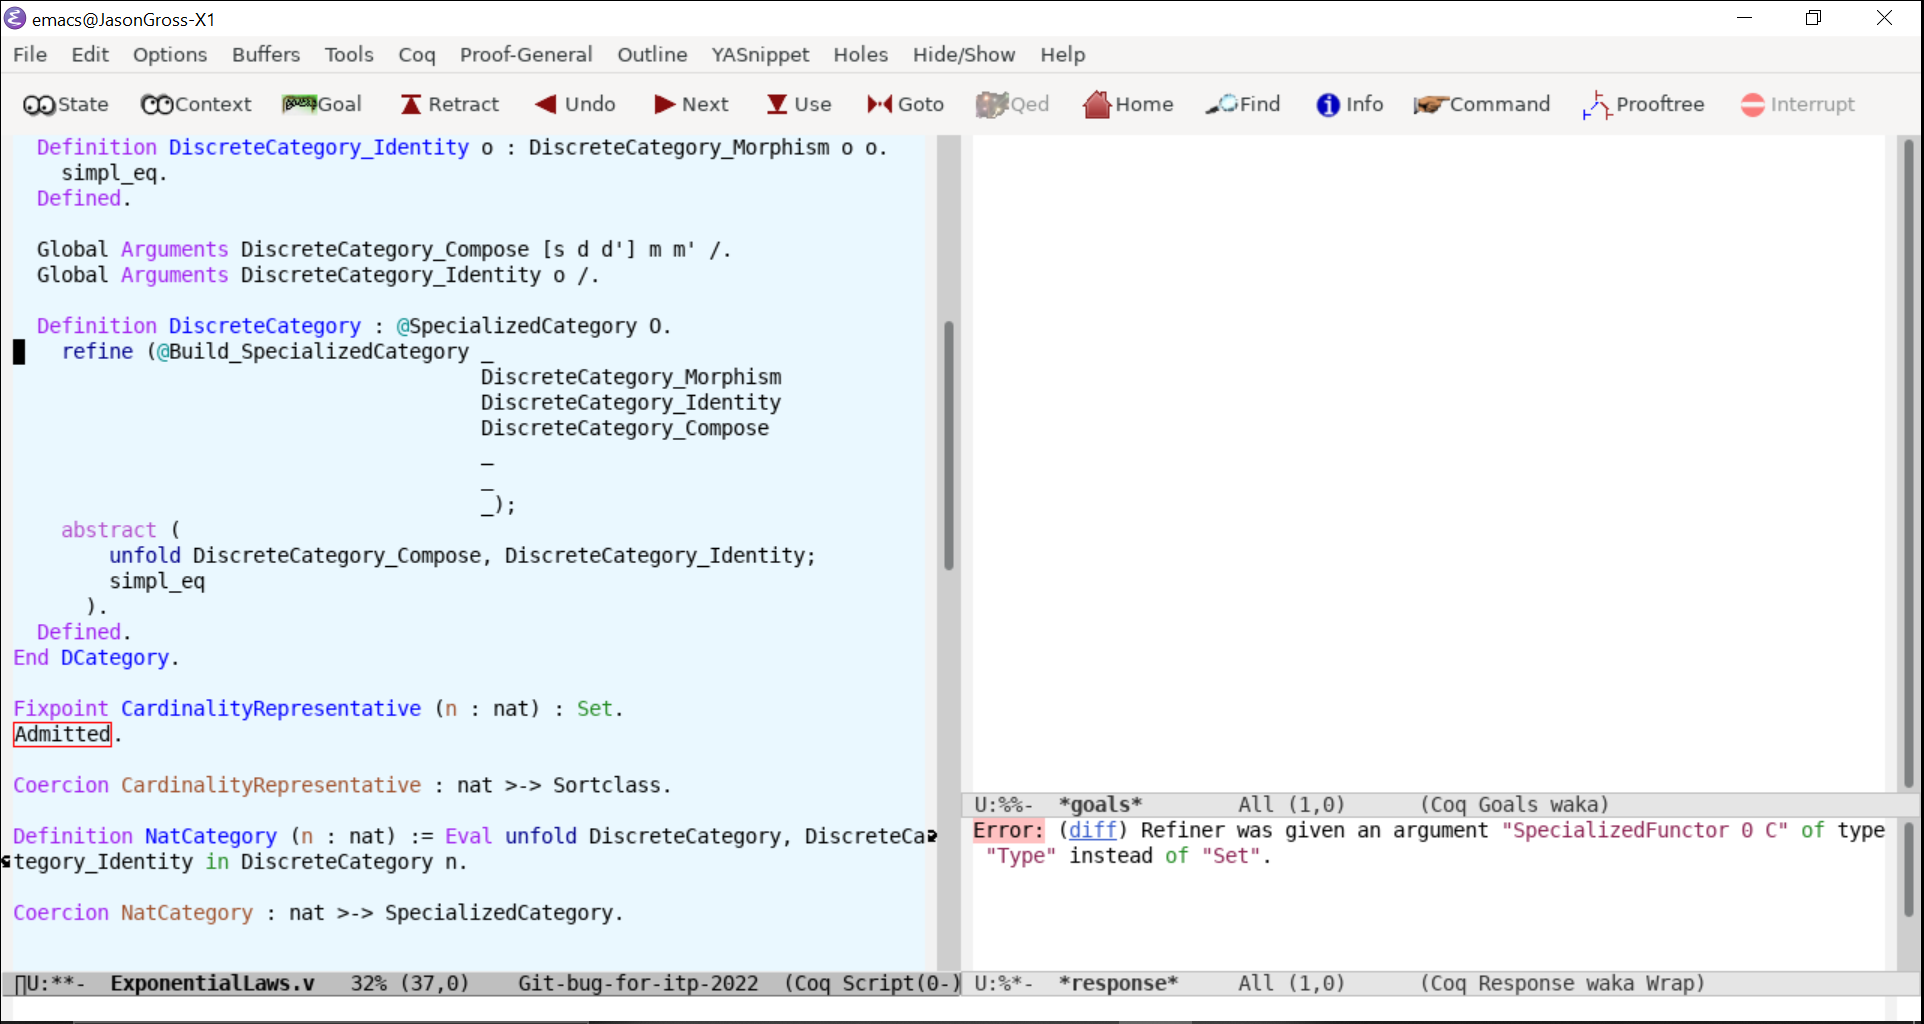 emacs@JasonGross-X1
File Edit Options Buffers Tools Coq Proof-General Outline YASnippet Holes Hide/Show Help
State Context Goal Retract Undo Next Use Goto Qed Home Find Info Command Prooftree Interrupt
Definition DiscreteCategory_Identity o : DiscreteCategory_Morphism o o.
simpl_eq.
Defined.
Global Arguments DiscreteCategory_Compose [s d d'] m m' /.
Global Arguments DiscreteCategory_Identity o /.
Definition DiscreteCategory : @SpecializedCategory O.
refine (@Build_SpecializedCategory _
DiscreteCategory_Morphism
DiscreteCategory_Identity
DiscreteCategory_Compose
_
_
_);
abstract (
unfold DiscreteCategory_Compose, DiscreteCategory_Identity;
simpl_eq
).
Defined.
End DCategory.
Fixpoint CardinalityRepresentative (n : nat) : Set.
Admitted.
Coercion CardinalityRepresentative : nat >-> Sortclass.
Definition NatCategory (n : nat) := Eval unfold DiscreteCategory, DiscreteCa
tegory_Identity in DiscreteCategory n.
Coercion NatCategory : nat >-> SpecializedCategory.
U:**- ExponentialLaws.v 32% (37,0) Git-bug-for-itp-2022 (Coq Script(0-)
U:%%- *goals* All (1,0) (Coq Goals waka)
Error: (diff) Refiner was given an argument "SpecializedFunctor 0 C" of type
"Type" instead of "Set".
U:%*- *response* All (1,0) (Coq Response waka Wrap)